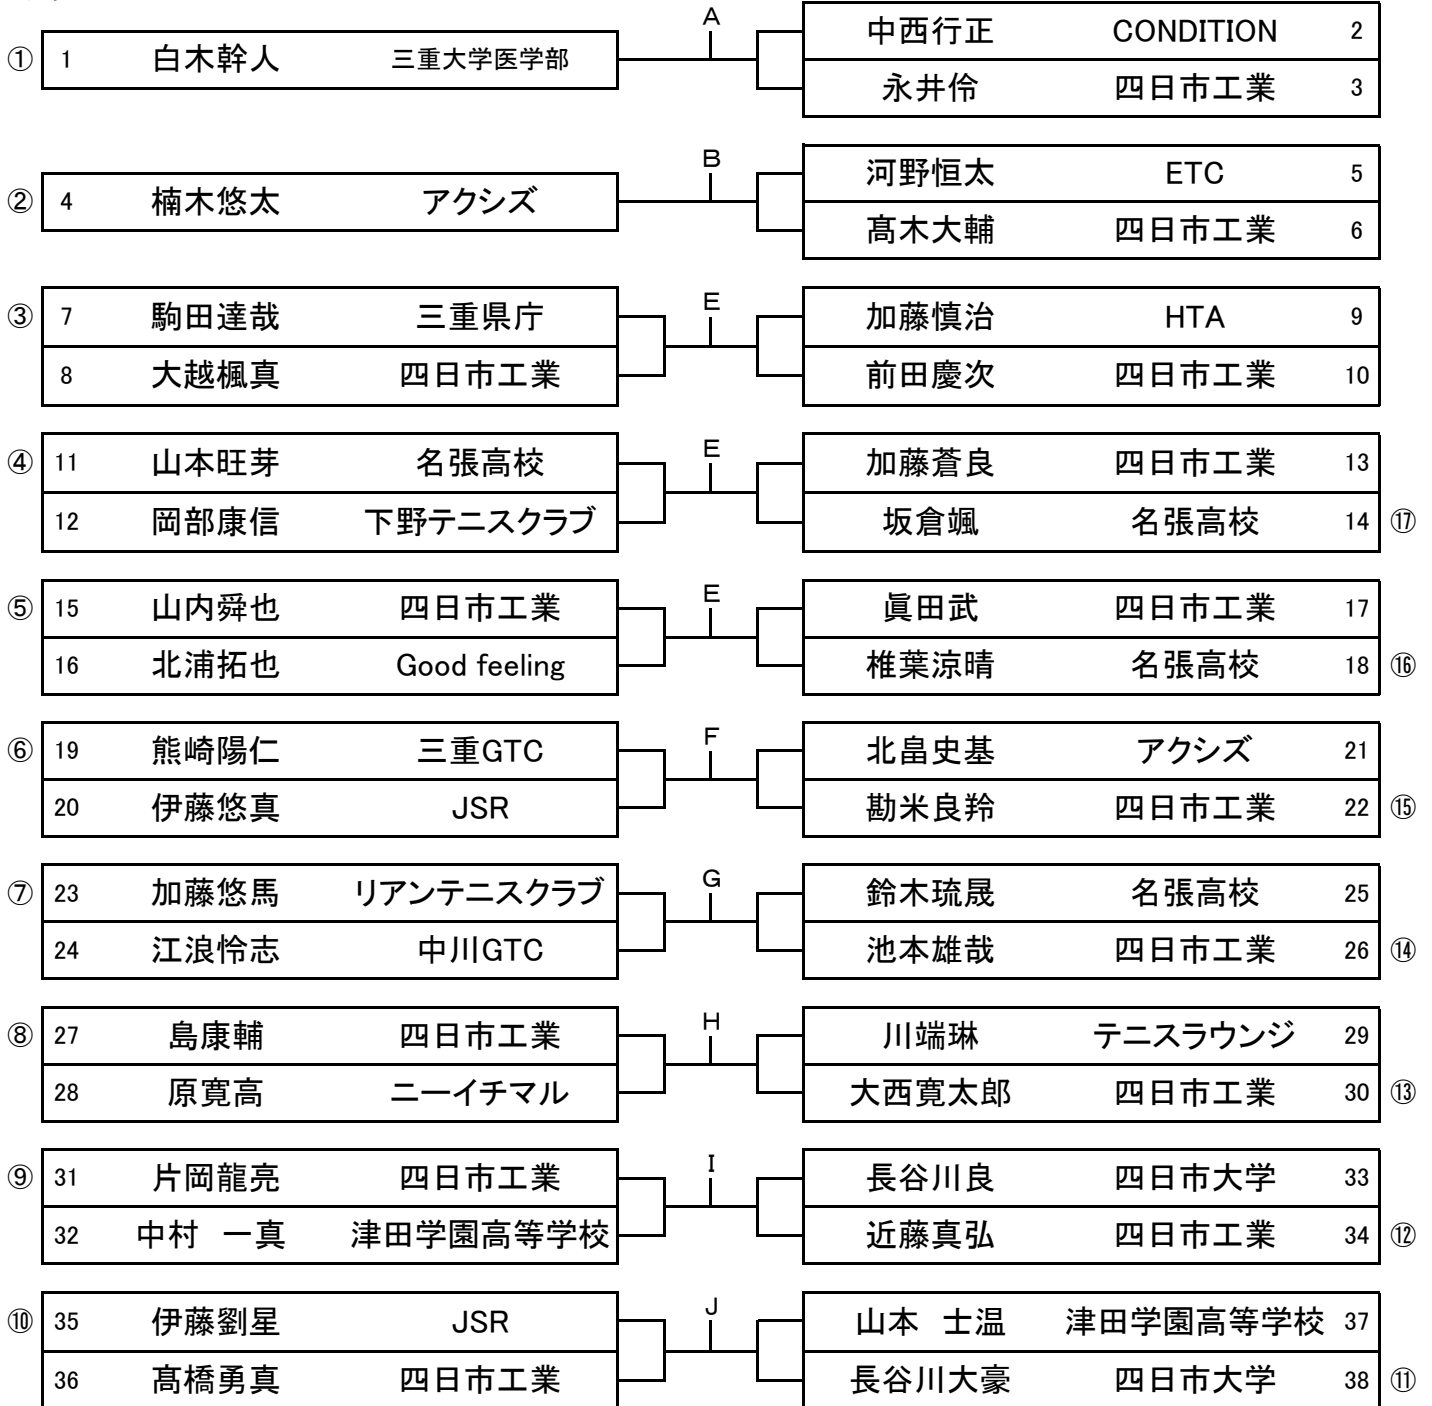 A
① 1 白木幹人 三重大学医学部
中西行正 CONDITION 2
永井伶 四日市工業 3
B
② 4 楠木悠太 アクシズ
河野恒太 ETC 5
髙木大輔 四日市工業 6
③ 7 駒田達哉 三重県庁 E 加藤慎治 HTA 9
8 大越楓真 四日市工業 前田慶次 四日市工業 10
④ 11 山本旺芽 名張高校 E 加藤蒼良 四日市工業 13
12 岡部康信 下野テニスクラブ 坂倉颯 名張高校 14 ⑰
⑤ 15 山内舜也 四日市工業 E 眞田武 四日市工業 17
16 北浦拓也 Good feeling 椎葉涼晴 名張高校 18 ⑯
⑥ 19 熊崎陽仁 三重GTC F 北畠史基 アクシズ 21
20 伊藤悠真 JSR 勘米良羚 四日市工業 22 ⑮
⑦ 23 加藤悠馬 リアンテニスクラブ G 鈴木琉晟 名張高校 25
24 江浪怜志 中川GTC 池本雄哉 四日市工業 26 ⑭
⑧ 27 島康輔 四日市工業 H 川端琳 テニスラウンジ 29
28 原寛高 ニーイチマル 大西寛太郎 四日市工業 30 ⑬
⑨ 31 片岡龍亮 四日市工業 I 長谷川良 四日市大学 33
32 中村 一真 津田学園高等学校 近藤真弘 四日市工業 34 ⑫
⑩ 35 伊藤劉星 JSR J 山本 士温 津田学園高等学校 37
36 髙橋勇真 四日市工業 長谷川大豪 四日市大学 38 ⑪